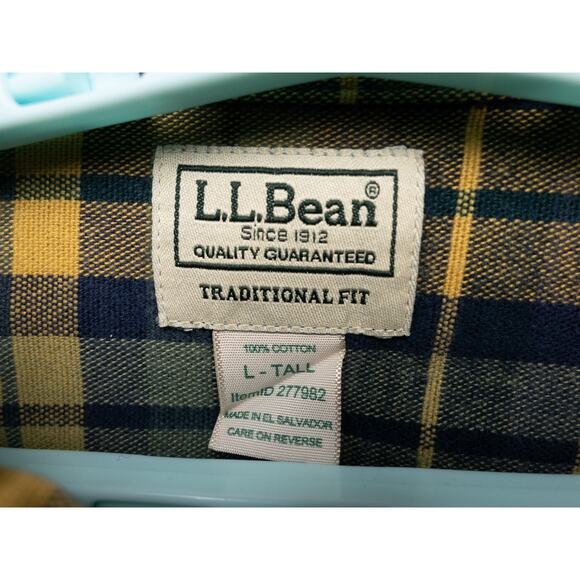 L.L.Bean®
Since 1912
QUALITY GUARANTEED
TRADITIONAL FIT
100% COTTON
L - TALL
ItemID 277982
MADE IN EL SALVADOR
CARE ON REVERSE